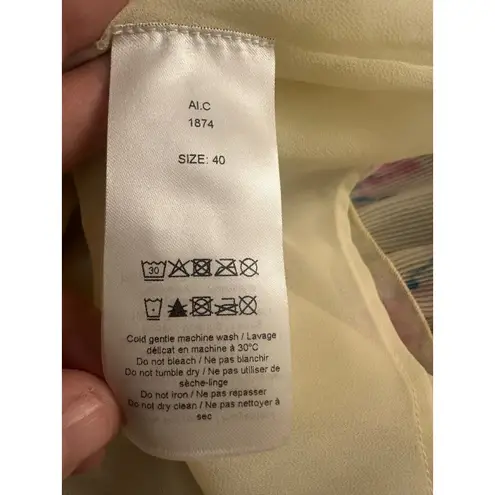 AI.C
1874
SIZE: 40
30
Cold gentle machine wash / Lavage
délicat en machine à 30°C
Do not bleach / Ne pas blanchir
Do not tumble dry / Ne pas utiliser de
sèche-linge
Do not iron / Ne pas repasser
Do not dry clean / Ne pas nettoyer à
sec